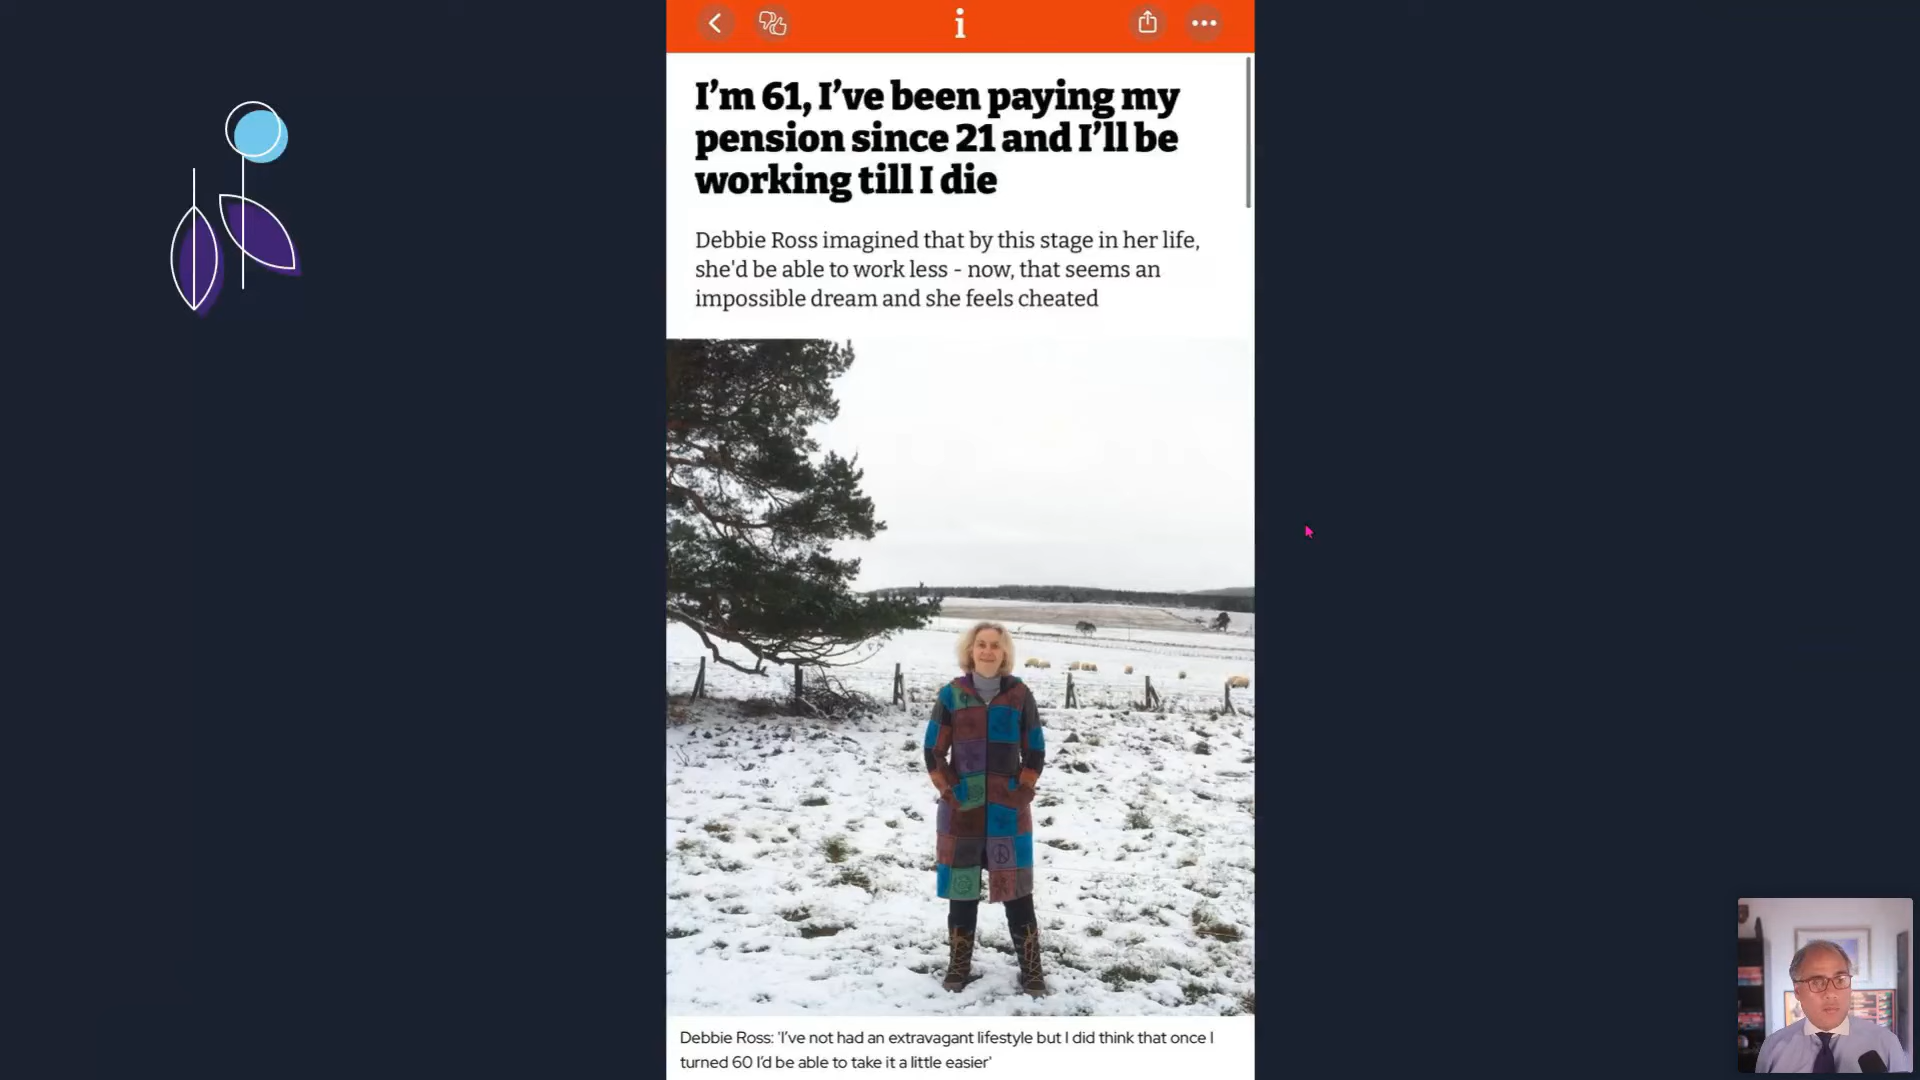 i
I’m 61, I’ve been paying my
pension since 21 and I’ll be
working till I die
Debbie Ross imagined that by this stage in her life,
she'd be able to work less - now, that seems an
impossible dream and she feels cheated
Debbie Ross: 'I’ve not had an extravagant lifestyle but I did think that once I
turned 60 I’d be able to take it a little easier'